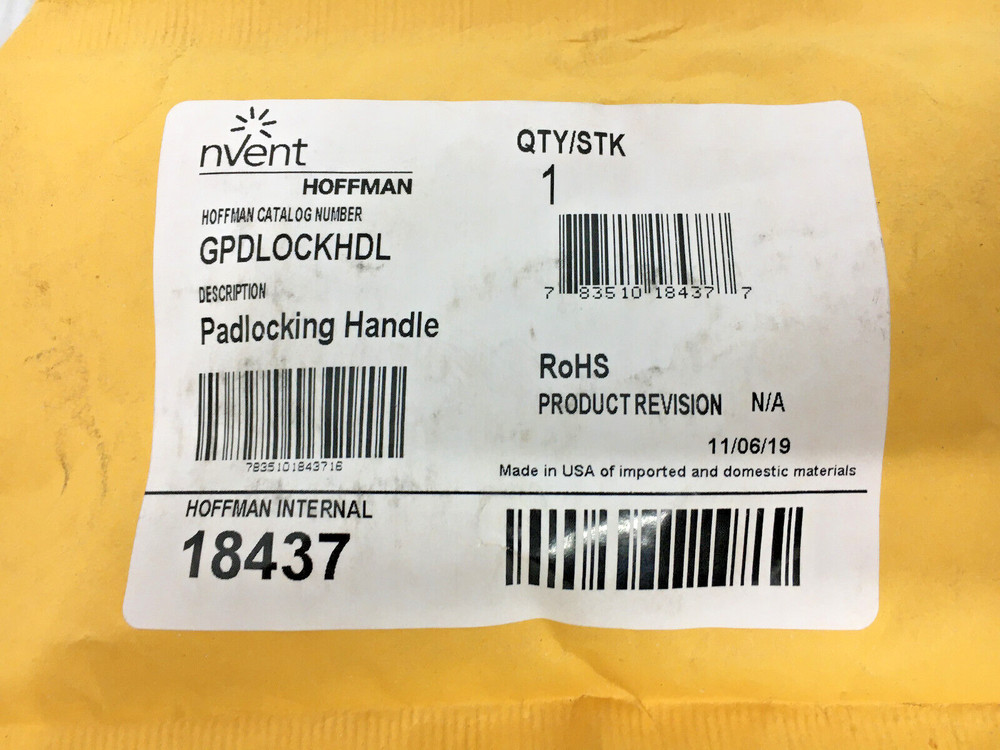 nVent
HOFFMAN
HOFFMAN CATALOG NUMBER
GPDLOCKHDL
DESCRIPTION
Padlocking Handle
7835101843716
HOFFMAN INTERNAL
18437
QTY/STK
1
7 83510 18437 7
RoHS
PRODUCT REVISION N/A
11/06/19
Made in USA of imported and domestic materials